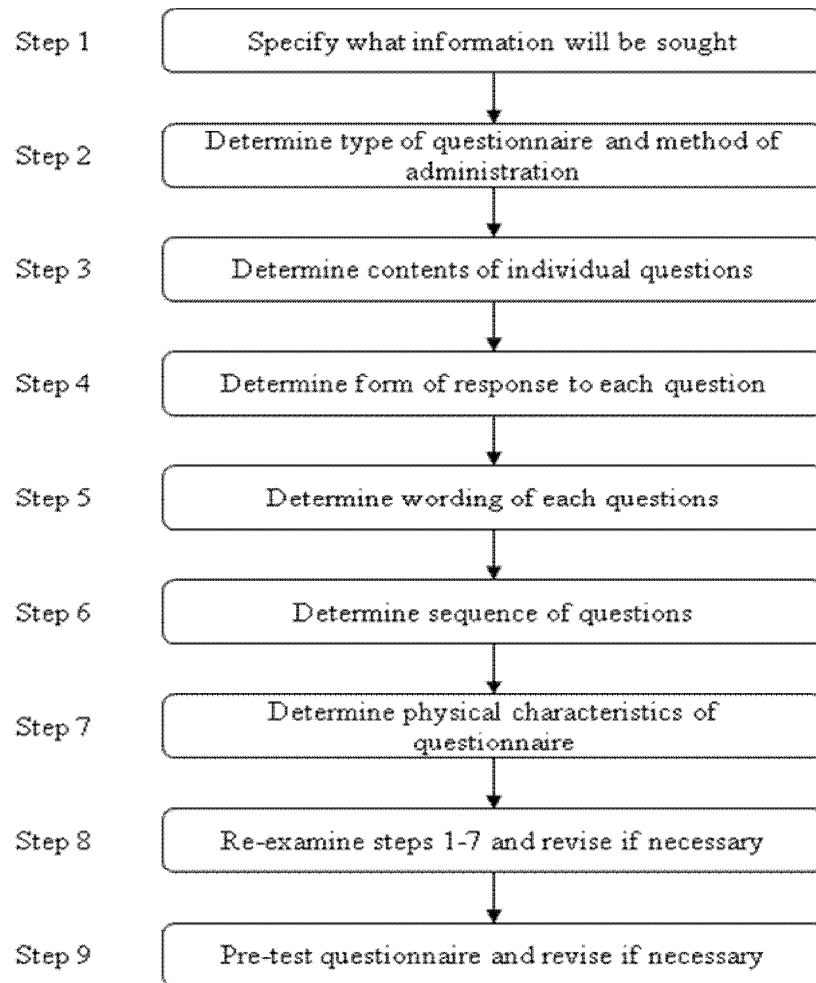 Step 1
Specify what information will be sought
Step 2
Determine type of questionnaire and method of
administration
Step 3
Determine contents of individual questions
Step 4
Determine form of response to each question
Step 5
Determine wording of each questions
Step 6
Determine sequence of questions
Step 7
Determine physical characteristics of
questionnaire
Step 8
Re-examine steps 1-7 and revise if necessary
Step 9
Pre-test questionnaire and revise if necessary